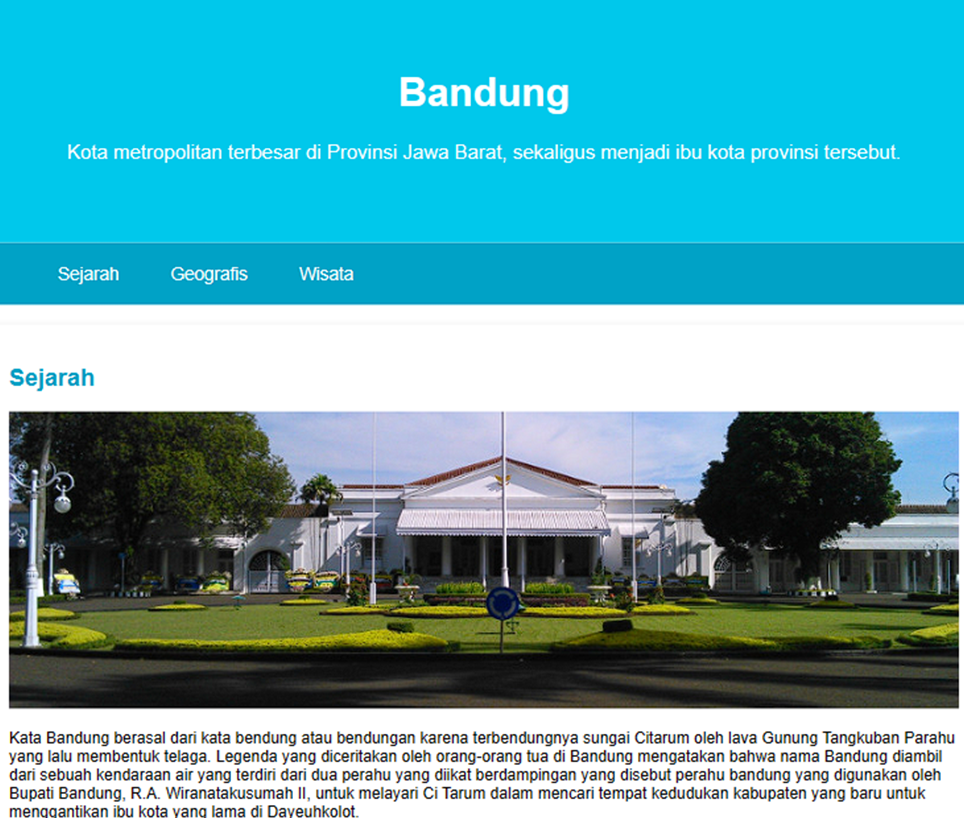 Bandung
Kota metropolitan terbesar di Provinsi Jawa Barat, sekaligus menjadi ibu kota provinsi tersebut.
Sejarah
Geografis
Wisata
Sejarah
Kata Bandung berasal dari kata bendung atau bendungan karena terbendungnya sungai Citarum oleh lava Gunung Tangkuban Parahu
yang lalu membentuk telaga. Legenda yang diceritakan oleh orang-orang tua di Bandung mengatakan bahwa nama Bandung diambil
dari sebuah kendaraan air yang terdiri dari dua perahu yang diikat berdampingan yang disebut perahu bandung yang digunakan oleh
Bupati Bandung, R.A. Wiranatakusumah II, untuk melayari Ci Tarum dalam mencari tempat kedudukan kabupaten yang baru untuk
menggantikan ibu kota yang lama di Dayeuhkolot.